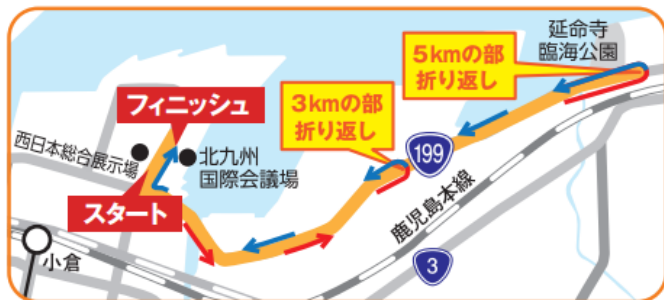 延命寺
臨海公園
5kmの部
折り返し
3kmの部
折り返し
フィニッシュ
西日本総合展示場
北九州
国際会議場
199
スタート
鹿児島本線
小倉
3